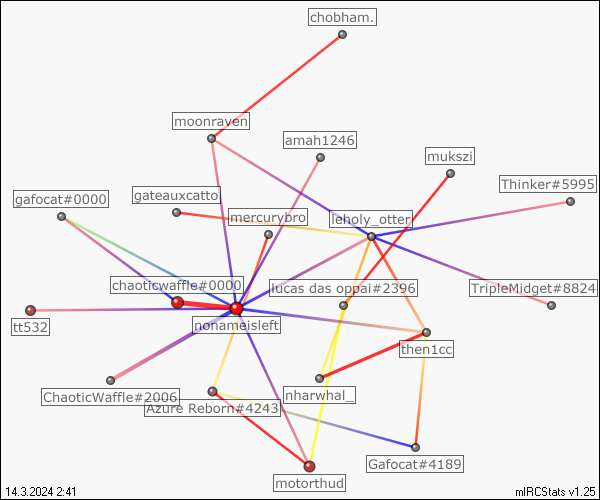 chobham.
moonraven
amah1246
mukszi
Thinker#5995
gafocat#0000
gateauxcatto
mercurybro
leholy_otter
chaoticwaffle#0000
lucas das oppai#2396
TripleMidget#8824
tt532
nonameisleft
then1cc
ChaoticWaffle#2006
nharwhal_
Azure Reborn#4243
Gafocat#4189
motorthud
14.3.2024 2:41
mIRCStats v1.25